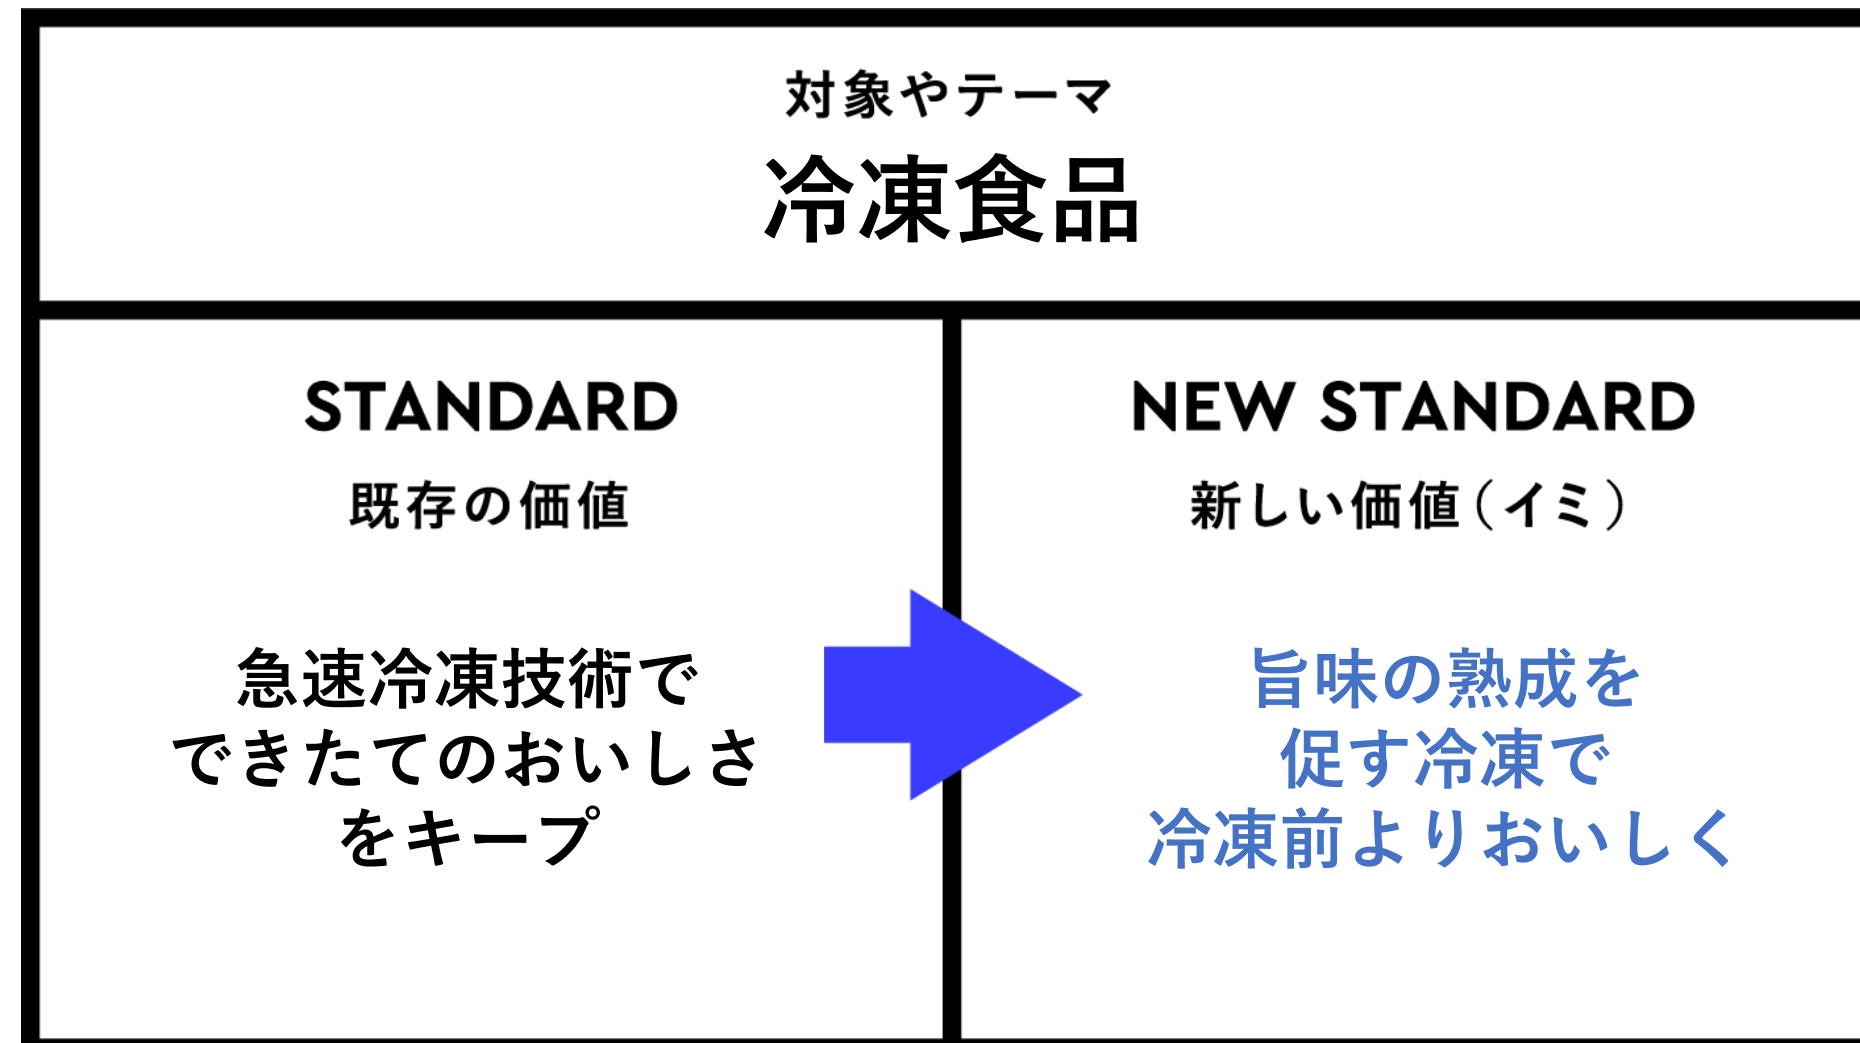 対象やテーマ
冷凍食品
STANDARD
既存の価値
急速冷凍技術で
できたてのおいしさ
をキープ
NEW STANDARD
新しい価値（イミ）
旨味の熟成を
促す冷凍で
冷凍前よりおいしく